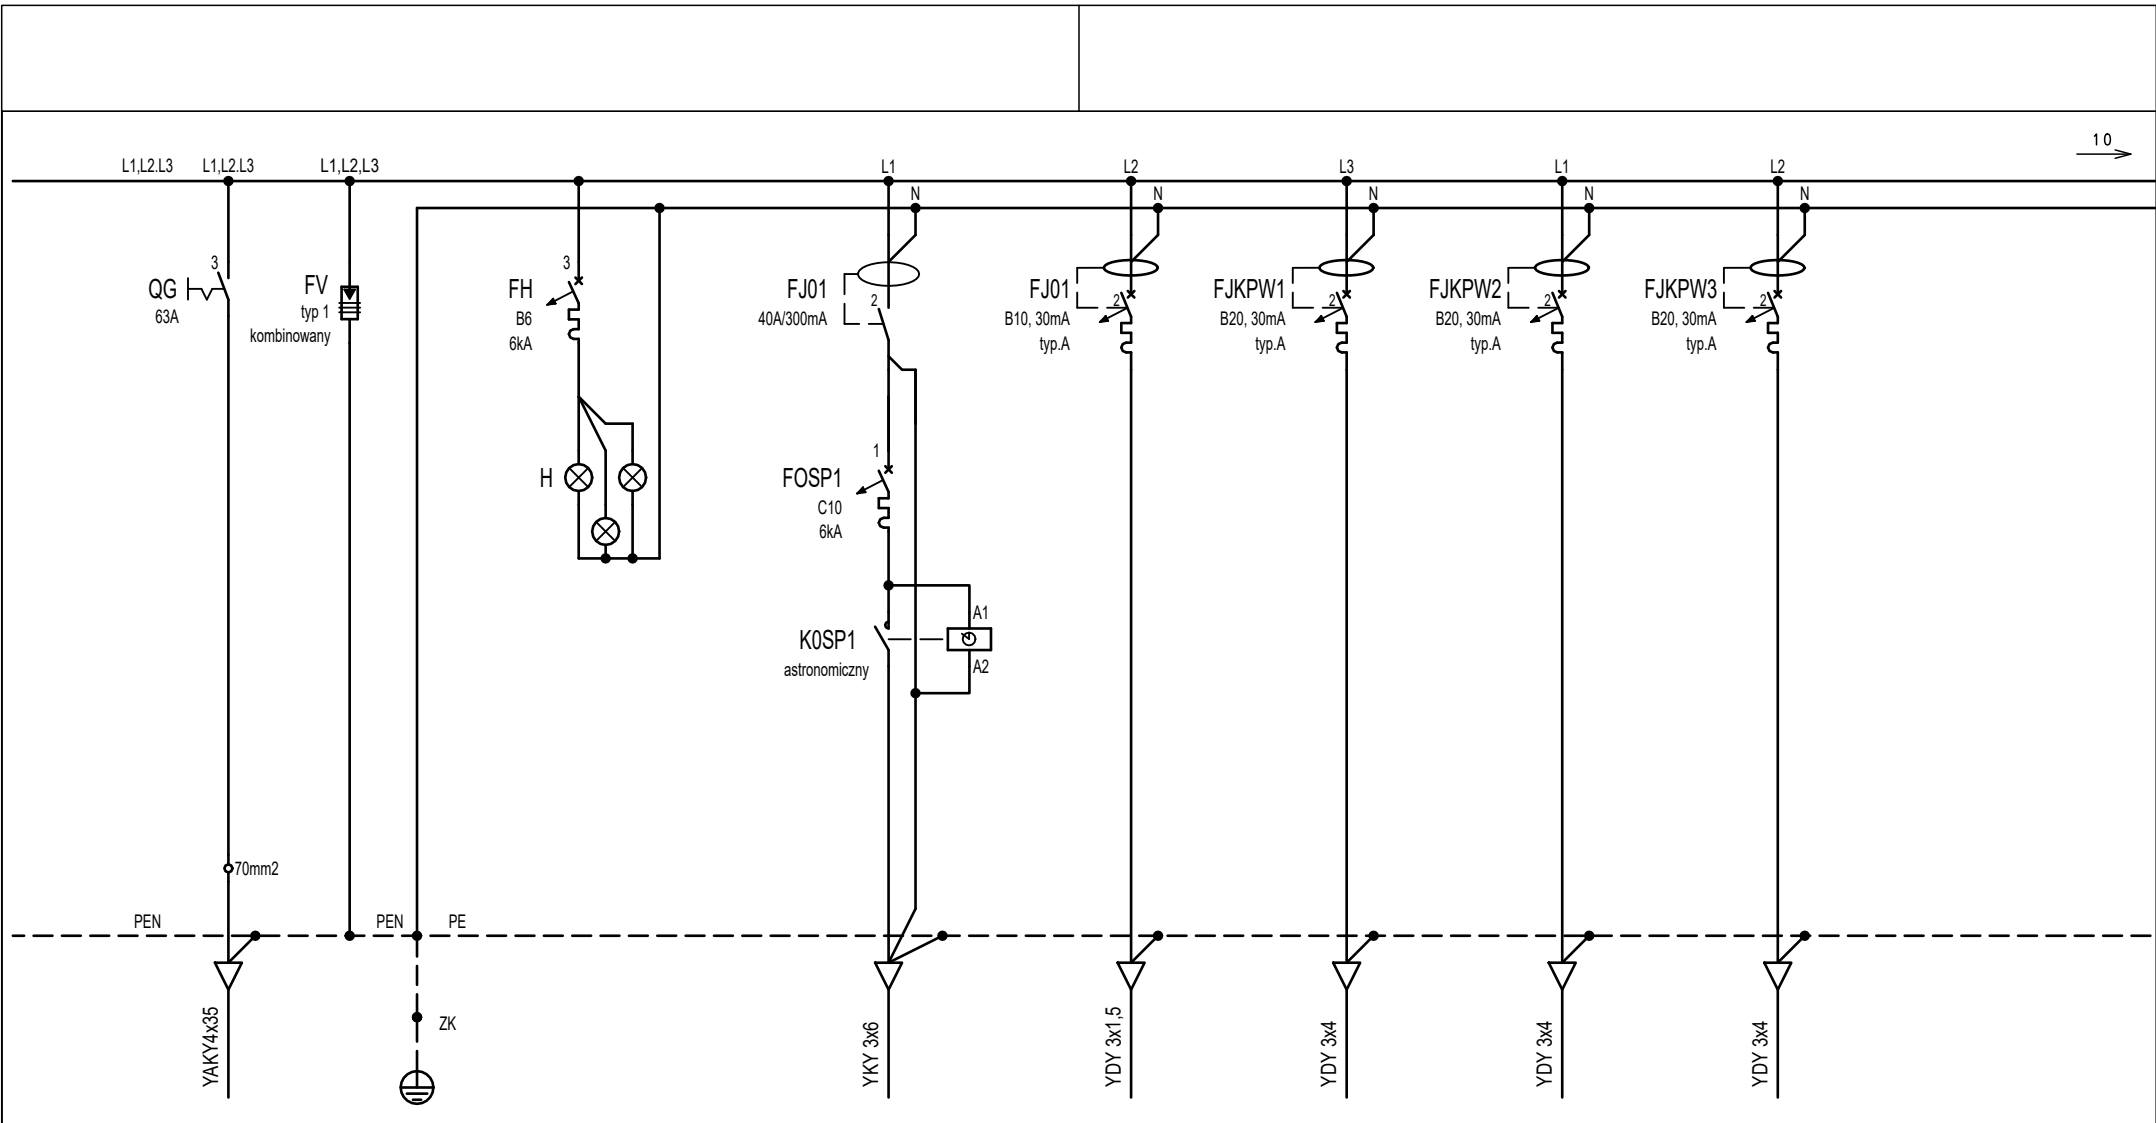 10
L1,L2.L3
L1,L2.L3
L1,L2,L3
L1
L2
L3
L1
L2
N
N
N
N
N
3
QG
63A
FV
typ 1
kombinowany
3
FH
B6
6kA
FJ01
40A/300mA
2
FJ01
B10, 30mA
typ.A
2
FJKPW1
B20, 30mA
typ.A
2
FJKPW2
B20, 30mA
typ.A
2
FJKPW3
B20, 30mA
typ.A
2
H
1
FOSP1
C10
6kA
K0SP1
astronomiczny
A1
A2
70mm2
PEN
PEN
PE
ZK
YAKY4x35
YKY 3x6
YDY 3x1,5
YDY 3x4
YDY 3x4
YDY 3x4